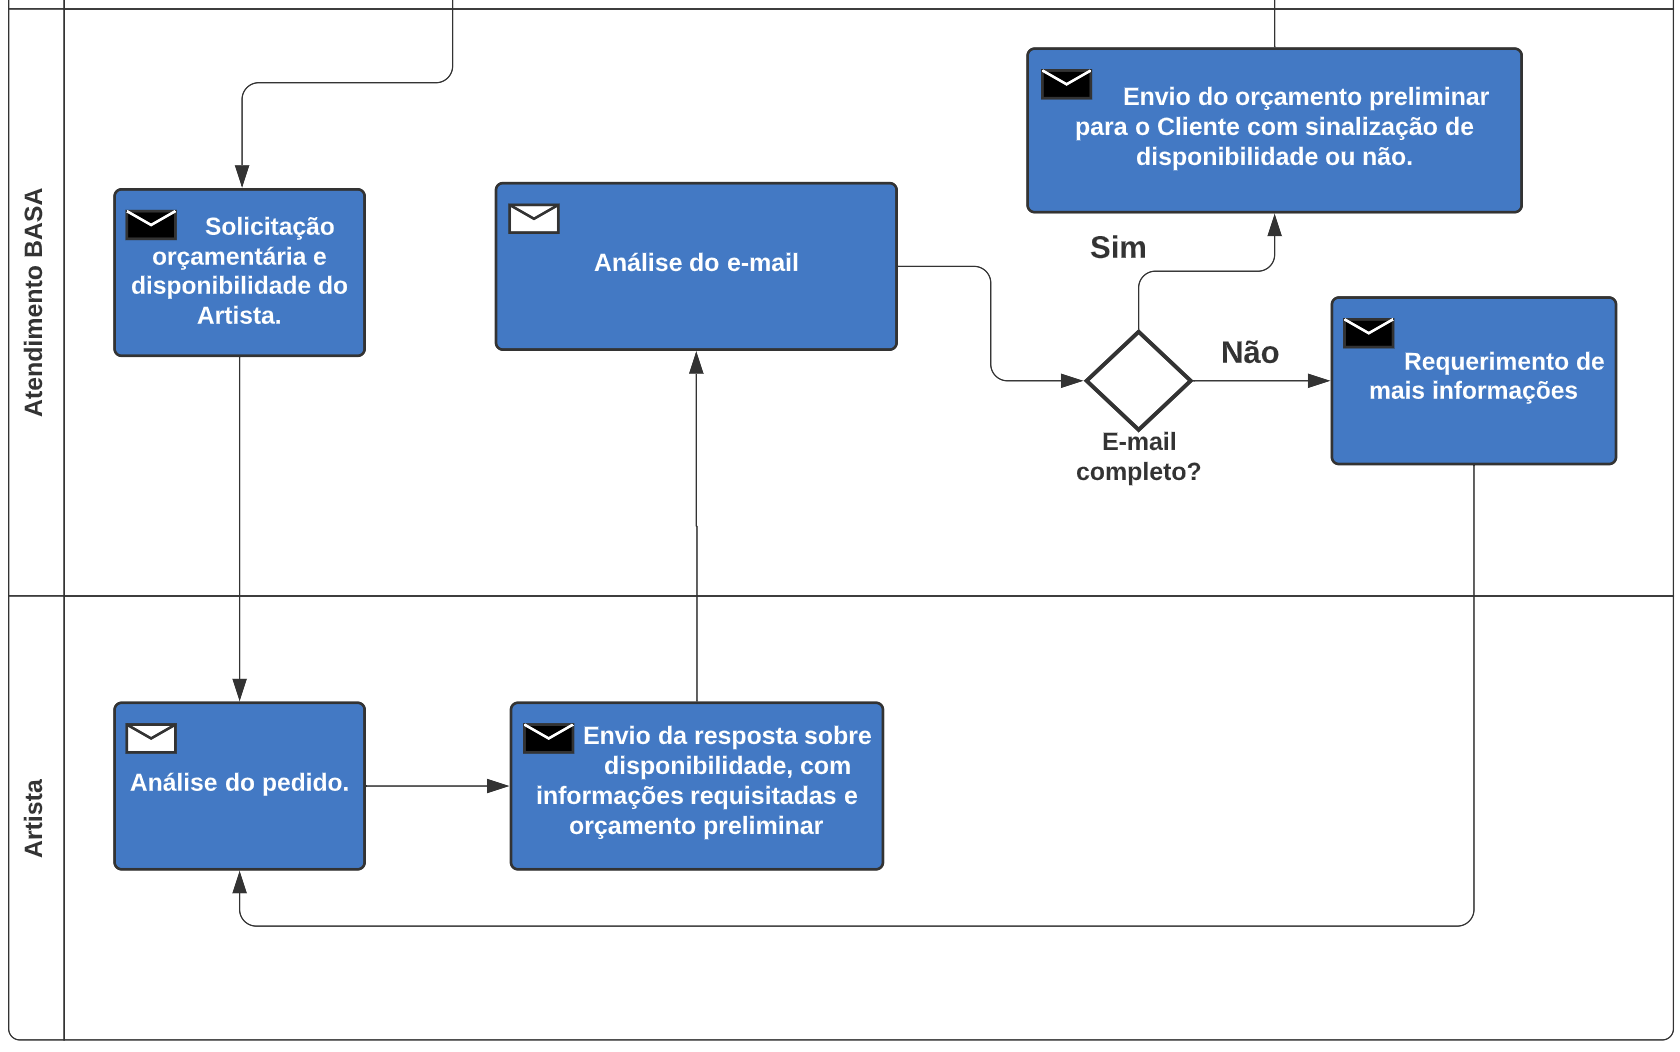 Atendimento BASA
Envio do orçamento preliminar
para o Cliente com sinalização de
disponibilidade ou não.
Solicitação
orçamentária e
disponibilidade do
Artista.
Análise do e-mail
Sim
Não
Requerimento de
mais informações
E-mail
completo?
Artista
Análise do pedido.
Envio da resposta sobre
disponibilidade, com
informações requisitadas e
orçamento preliminar